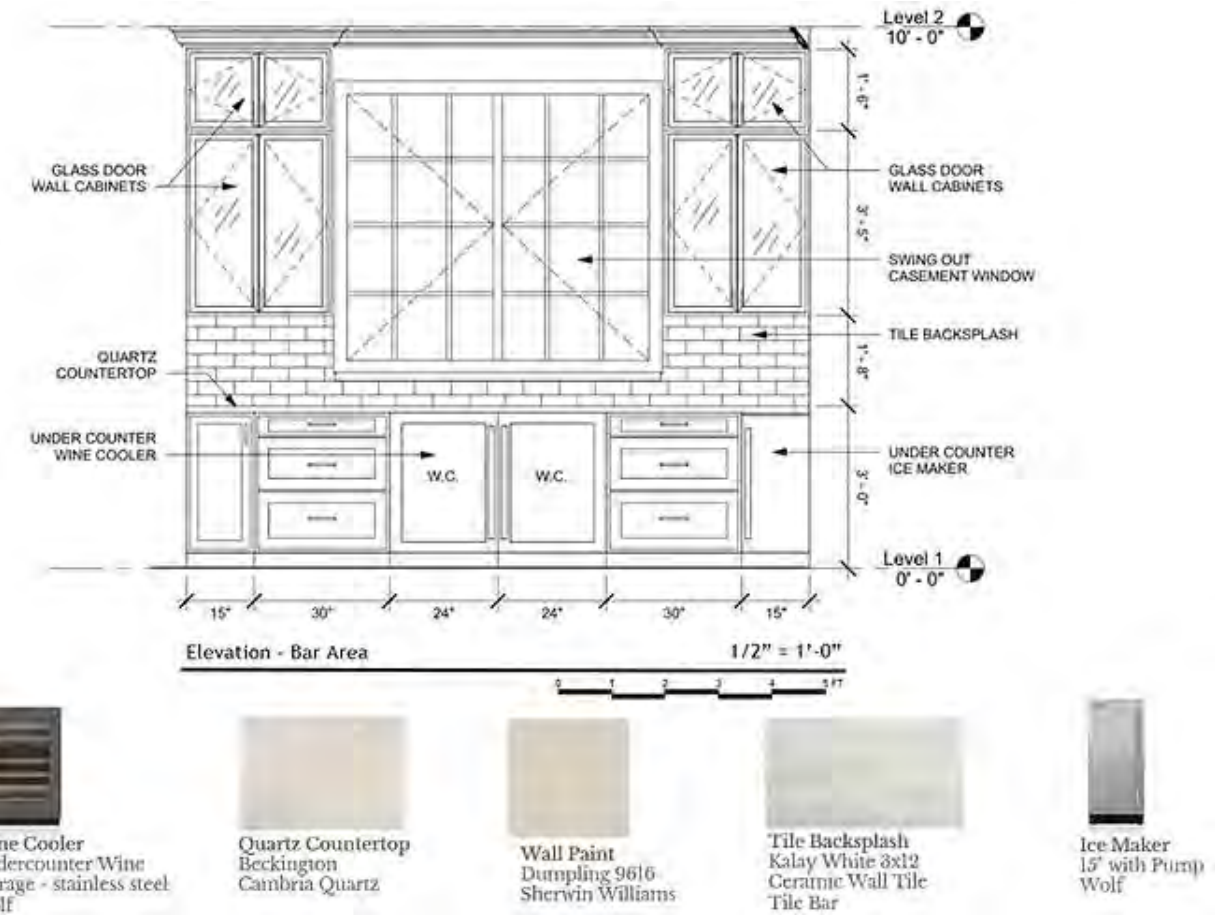 Level 2
10' - 0"
1' - 6"
GLASS DOOR
WALL CABINETS
GLASS DOOR
WALL CABINETS
3' - 5"
SWING OUT
CASEMENT WINDOW
TILE BACKSPLASH
QUARTZ
COUNTERTOP
1' - 8"
UNDER COUNTER
WINE COOLER
W.C.
W.C.
UNDER COUNTER
ICE MAKER
3' - 0"
Level 1
0' - 0"
15" 30" 24" 24" 30" 15"
Elevation - Bar Area
1/2" = 1'-0"
0 1 2 3 4 5 FT
ne Cooler
dercounter Wine
rage - stainless steel
lf
Quartz Countertop
Beckington
Cambria Quartz
Wall Paint
Dumpling 9616
Sherwin Williams
Tile Backsplash
Kalay White 3x12
Ceramic Wall Tile
Tile Bar
Ice Maker
15" with Pump
Wolf